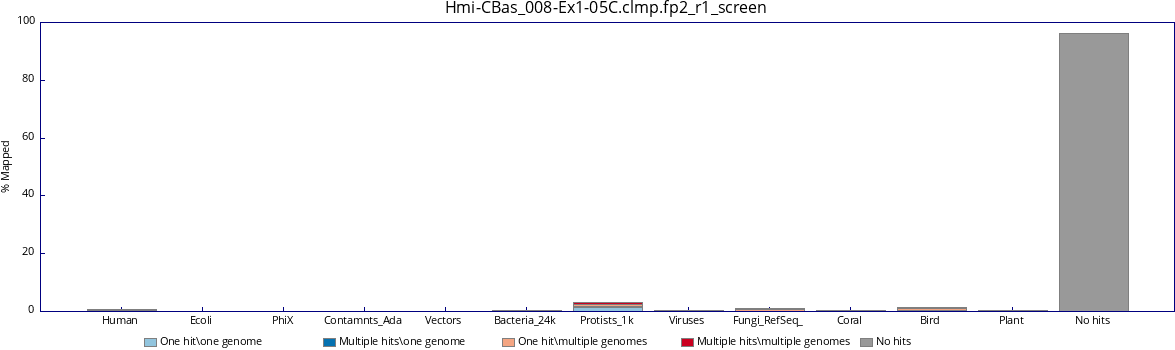 Hmi-CBas_008-Ex1-05C.clmp.fp2_r1_screen
% Mapped
100
80
60
40
20
0
Human Ecoli PhiX Contamnts_Ada Vectors Bacteria_24k Protists_1k Viruses Fungi_RefSeq_ Coral Bird Plant No hits
One hit\one genome Multiple hits\one genome One hit\multiple genomes Multiple hits\multiple genomes No hits